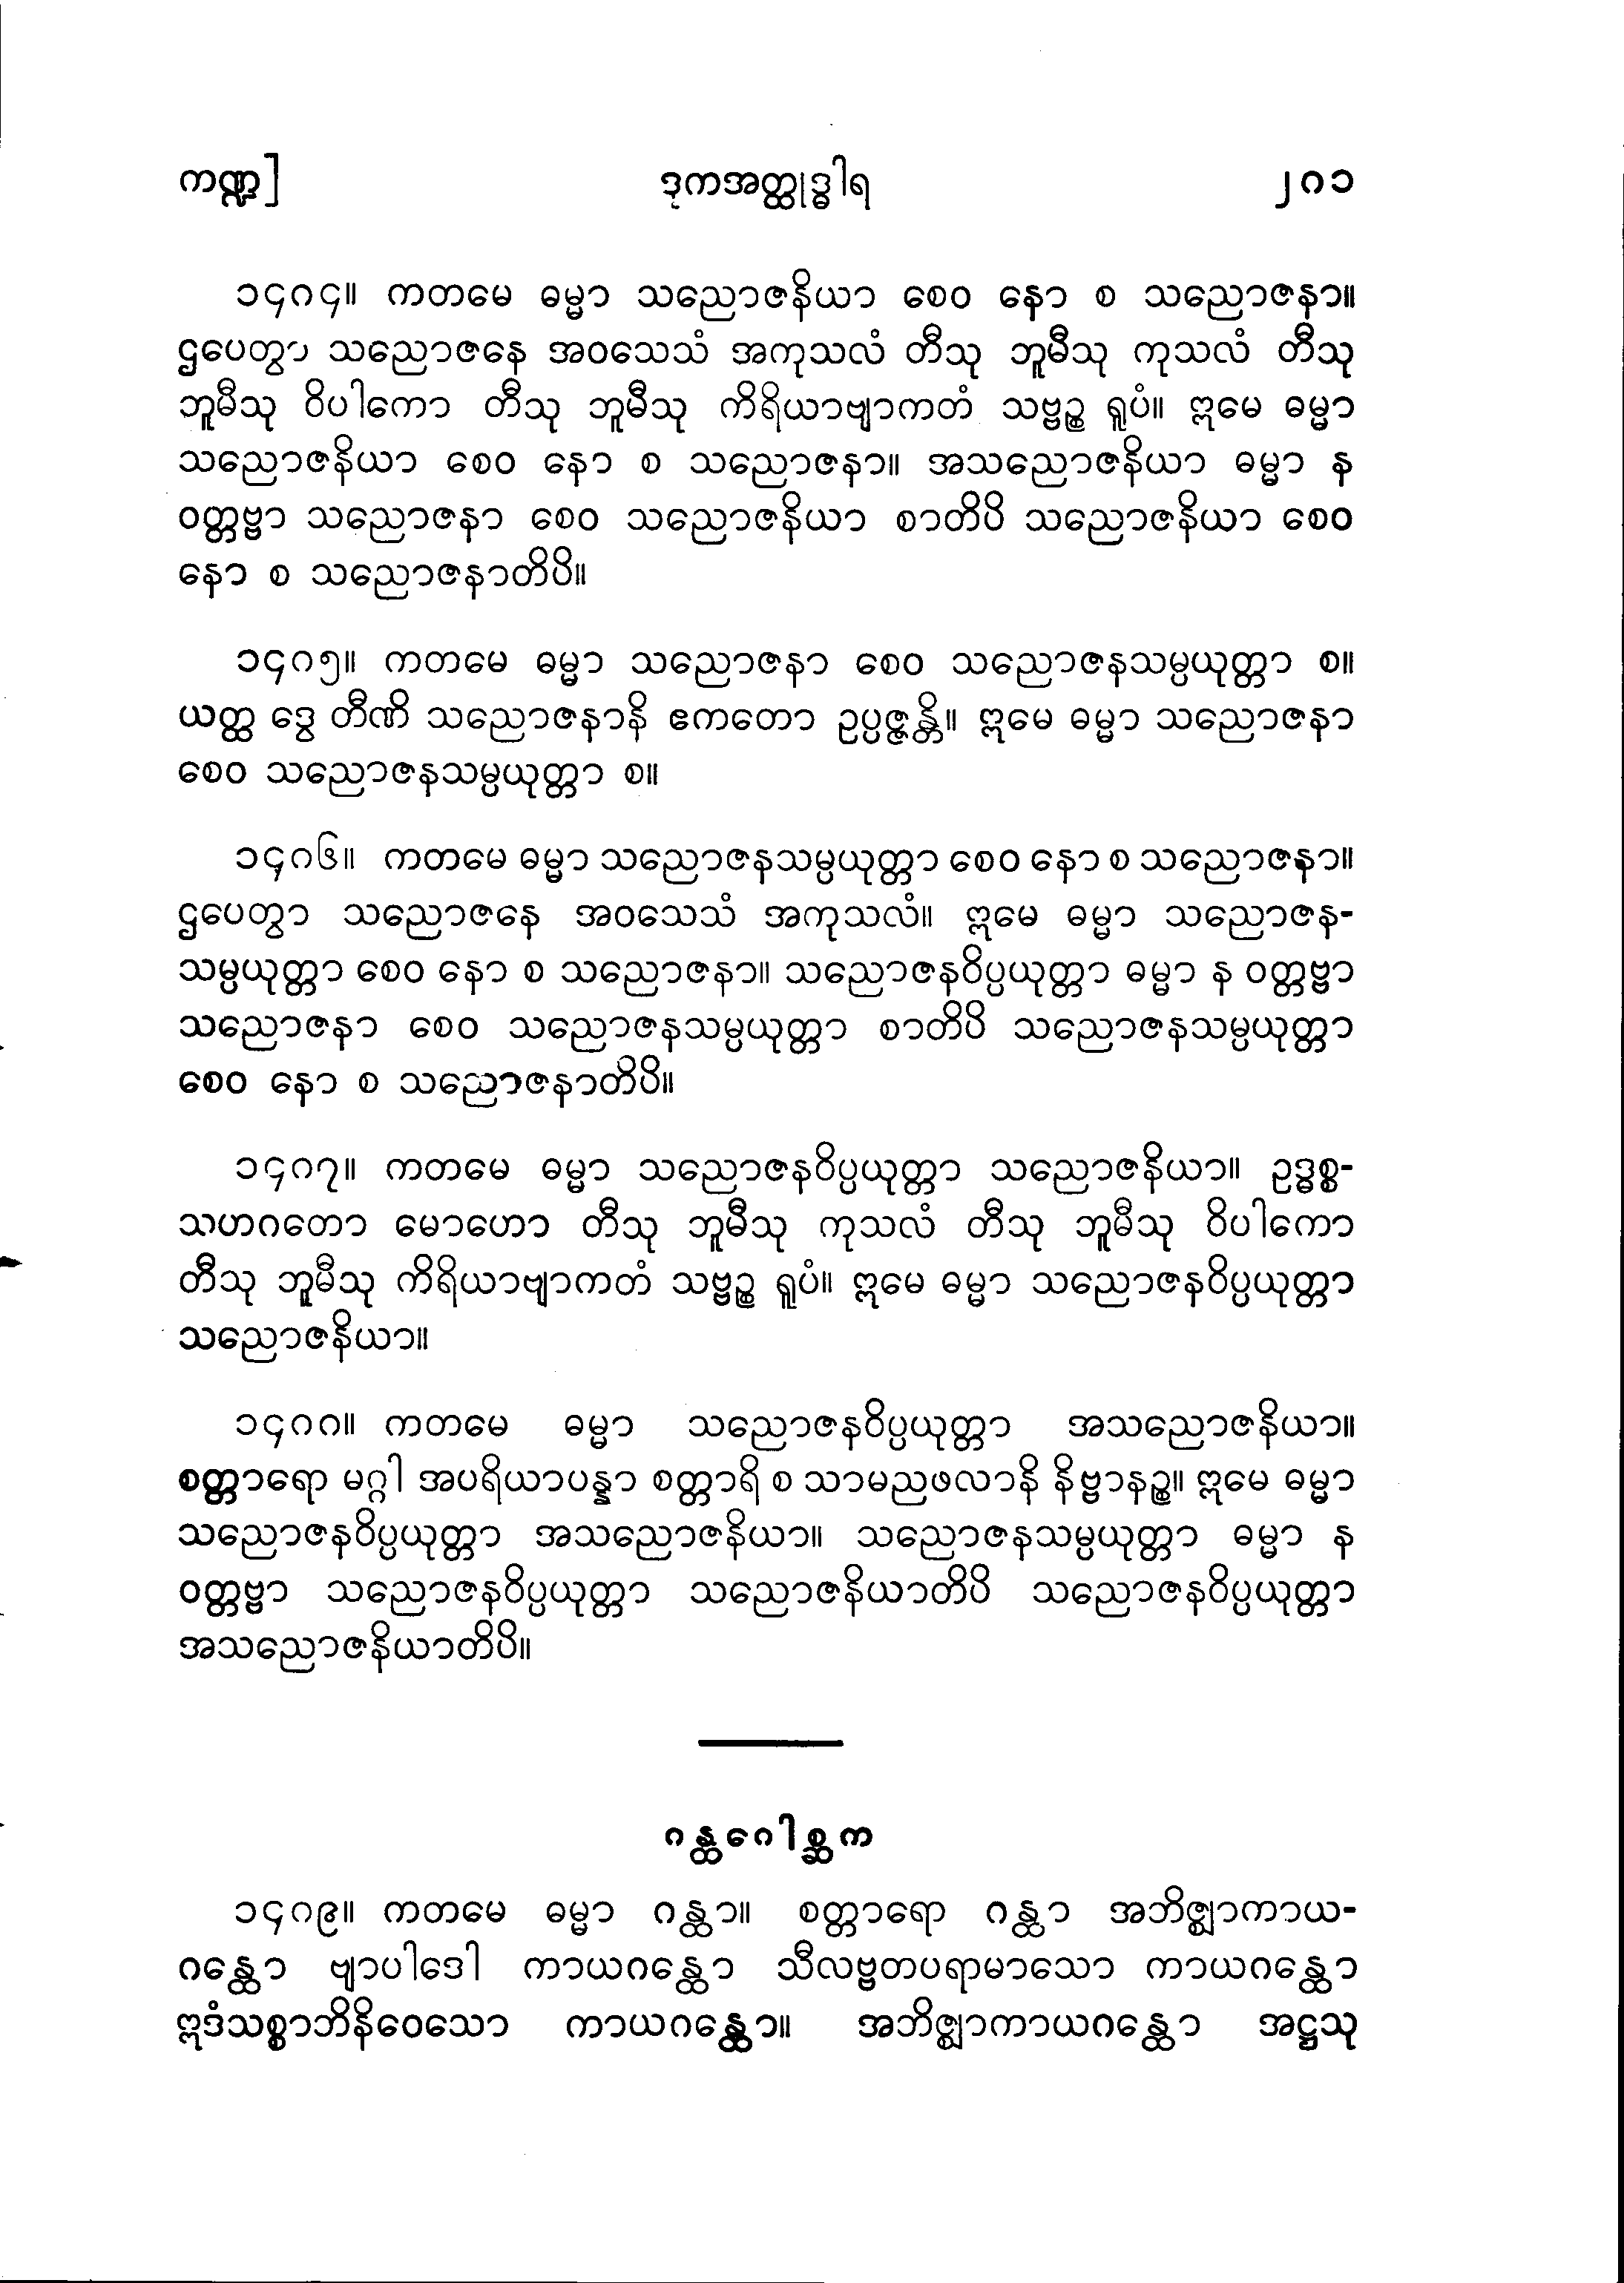 ကဏ္ဍ] ဒုကအတ္ထုဒ္ဓါရ ၂၈၁
၁၄၈၄။ ကတမေ ဓမ္မာ သညောဇနိယာ စေဝ နော စ သညောဇနာ။
ဌပေတွာ သညောဇနေ အဝသေသံ အကုသလံ တီသု ဘူမီသု ကုသလံ တီသု
ဘူမီသု ဝိပါကော တီသု ဘူမီသု ကိရိယာဗျာကတံ သဗ္ဗဉ္စ ရူပံ။ ဣမေ ဓမ္မာ
သညောဇနိယာ စေဝ နော စ သညောဇနာ။ အသညောဇနိယာ ဓမ္မာ န
ဝတ္တဗ္ဗာ သညောဇနာ စေဝ သညောဇနိယာ စာတိပိ သညောဇနိယာ စေဝ
နော စ သညောဇနာတိပိ။
၁၄၈၅။ ကတမေ ဓမ္မာ သညောဇနာ စေဝ သညောဇနသမ္ပယုတ္တာ စ။
ယတ္ထ ဒွေ တီဏိ သညောဇနာနိ ဧကတော ဥပ္ပဇ္ဇန္တိ။ ဣမေ ဓမ္မာ သညောဇနာ
စေဝ သညောဇနသမ္ပယုတ္တာ စ။
၁၄၈၆။ ကတမေ ဓမ္မာ သညောဇနသမ္ပယုတ္တာ စေဝ နော စ သညောဇနာ။
ဌပေတွာ သညောဇနေ အဝသေသံ အကုသလံ။ ဣမေ ဓမ္မာ သညောဇန-
သမ္ပယုတ္တာ စေဝ နော စ သညောဇနာ။ သညောဇနဝိပ္ပယုတ္တာ ဓမ္မာ န ဝတ္တဗ္ဗာ
သညောဇနာ စေဝ သညောဇနသမ္ပယုတ္တာ စာတိပိ သညောဇနသမ္ပယုတ္တာ
စေဝ နော စ သညောဇနာတိပိ။
၁၄၈၇။ ကတမေ ဓမ္မာ သညောဇနဝိပ္ပယုတ္တာ သညောဇနိယာ။ ဥဒ္ဓစ္စ-
သဟဂတော မောဟော တီသု ဘူမီသု ကုသလံ တီသု ဘူမီသု ဝိပါကော
တီသု ဘူမီသု ကိရိယာဗျာကတံ သဗ္ဗဉ္စ ရူပံ။ ဣမေ ဓမ္မာ သညောဇနဝိပ္ပယုတ္တာ
သညောဇနိယာ။
၁၄၈၈။ ကတမေ ဓမ္မာ သညောဇနဝိပ္ပယုတ္တာ အသညောဇနိယာ။
စတ္တာရော မဂ္ဂါ အပရိယာပန္နာ စတ္တာရိ စ သာမညဖလာနိ နိဗ္ဗာနဉ္စ။ ဣမေ ဓမ္မာ
သညောဇနဝိပ္ပယုတ္တာ အသညောဇနိယာ။ သညောဇနသမ္ပယုတ္တာ ဓမ္မာ န
ဝတ္တဗ္ဗာ သညောဇနဝိပ္ပယုတ္တာ သညောဇနိယာတိပိ သညောဇနဝိပ္ပယုတ္တာ
အသညောဇနိယာတိပိ။
ဂန္ထဂေါစ္ဆက
၁၄၈၉။ ကတမေ ဓမ္မာ ဂန္ထာ။ စတ္တာရော ဂန္ထာ အဘိဇ္ဈာကာယ-
ဂန္ထော ဗျာပါဒေါ ကာယဂန္ထော သီလဗ္ဗတပရာမာသော ကာယဂန္ထော
ဣဒံသစ္စာဘိနိဝေသော ကာယဂန္ထော။ အဘိဇ္ဈာကာယဂန္ထော အဋ္ဌသု